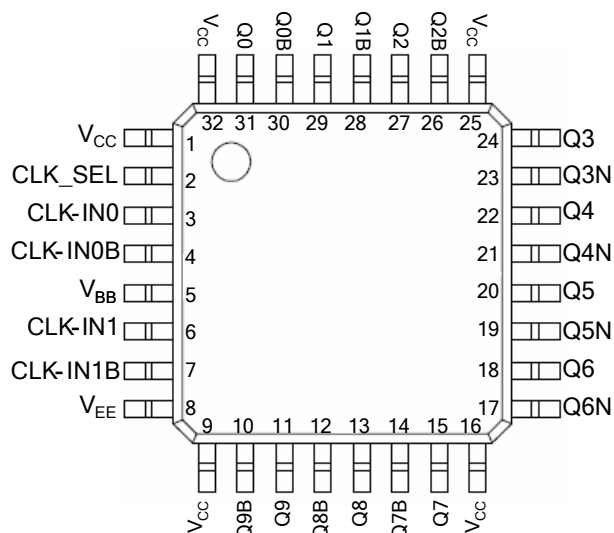 VCC Q0 Q0B Q1 Q1B Q2 Q2B VCC
32 31 30 29 28 27 26 25
VCC 1 24 Q3
CLK_SEL 2 23 Q3N
CLK-IN0 3 22 Q4
CLK-IN0B 4 21 Q4N
VBB 5 20 Q5
CLK-IN1 6 19 Q5N
CLK-IN1B 7 18 Q6
VEE 8 17 Q6N
9 10 11 12 13 14 15 16
VCC Q9B Q9 Q8B Q8 Q7B Q7 VCC